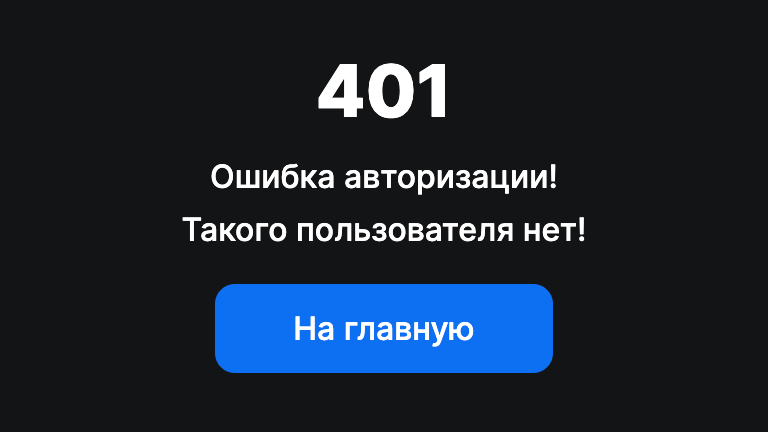 401
Ошибка авторизации!
Такого пользователя нет!
На главную